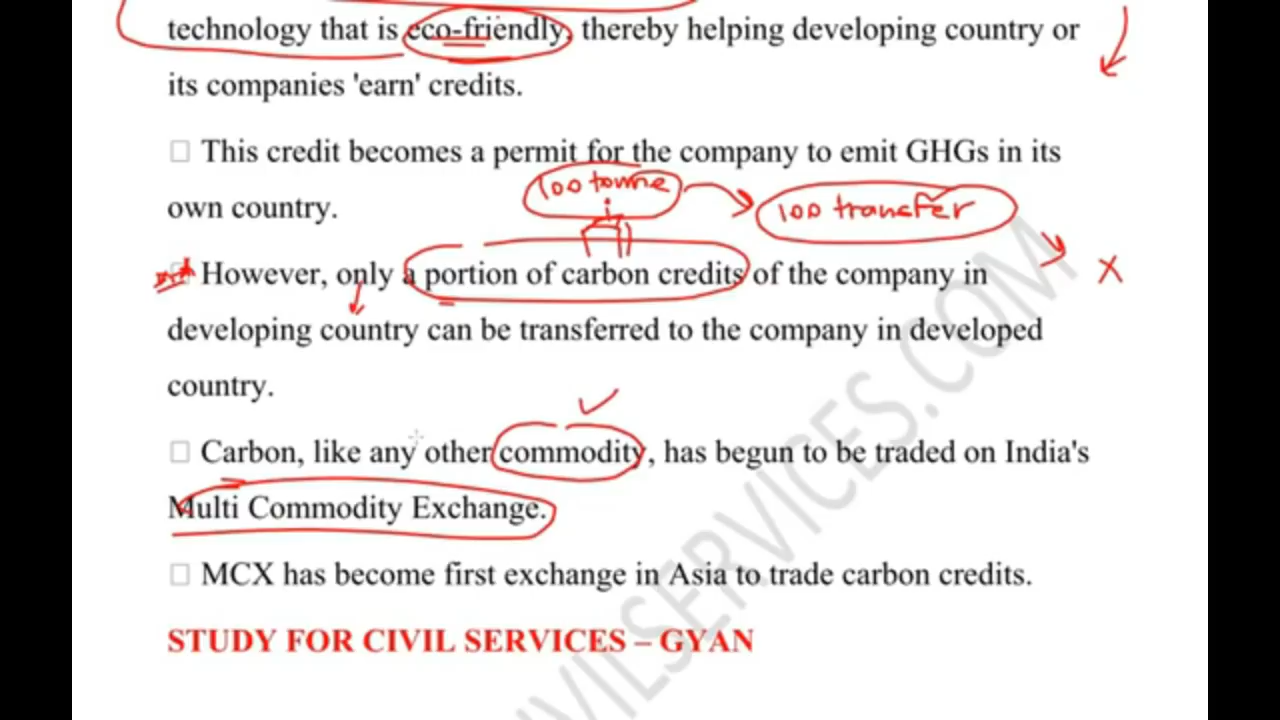 technology that is eco-friendly, thereby helping developing country or
its companies 'earn' credits.
This credit becomes a permit for the company to emit GHGs in its
100 tonne
100 transfer
own country.
However, only a portion of carbon credits of the company in
developing country can be transferred to the company in developed
country.
Carbon, like any other commodity, has begun to be traded on India's
Multi Commodity Exchange.
MCX has become first exchange in Asia to trade carbon credits.
STUDY FOR CIVIL SERVICES – GYAN
IVILSERVICES.COM